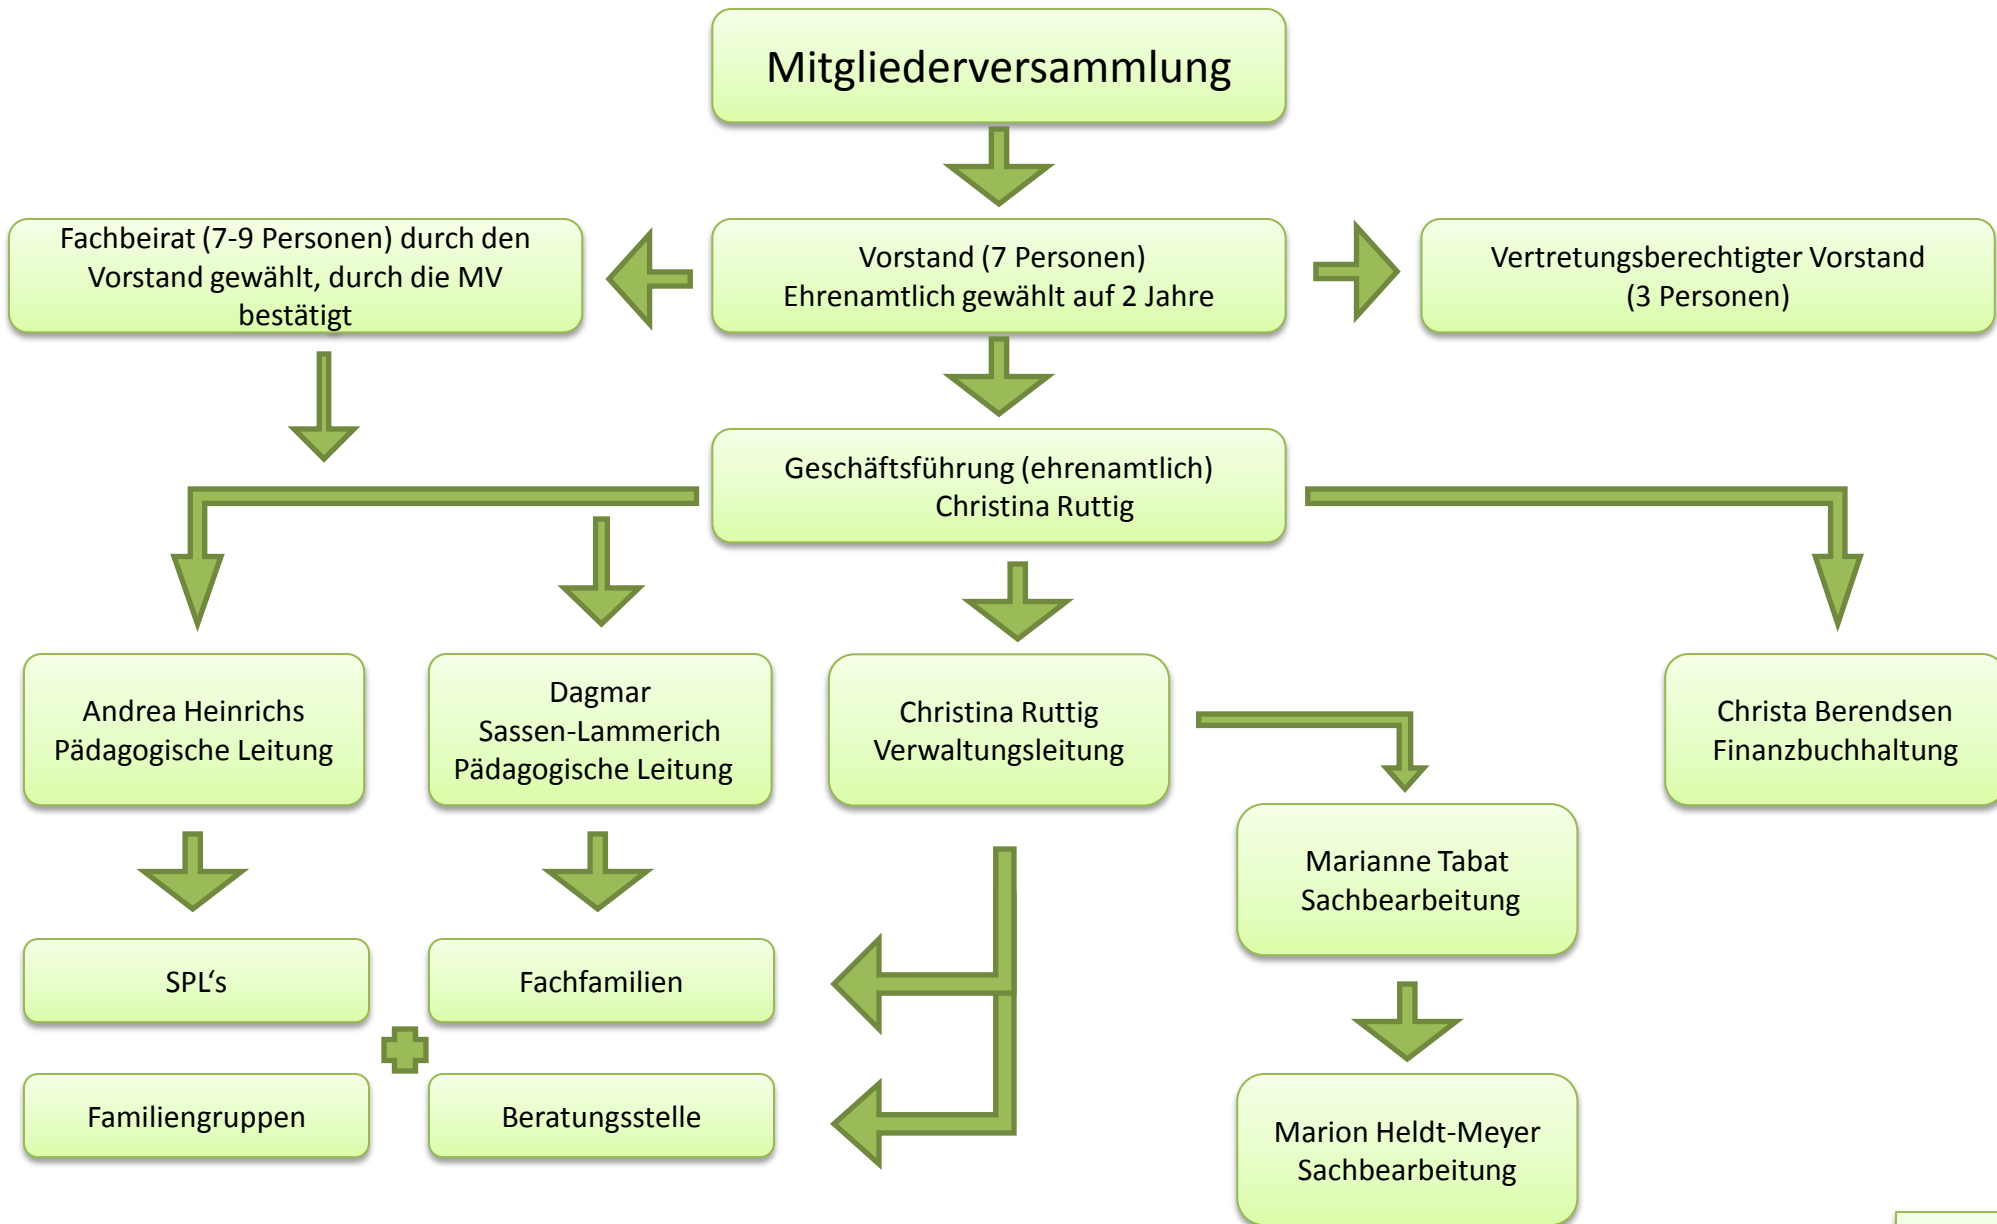 Mitgliederversammlung
Fachbeirat (7-9 Personen) durch den
Vorstand gewählt, durch die MV
bestätigt
Vorstand (7 Personen)
Ehrenamtlich gewählt auf 2 Jahre
Vertretungsberechtigter Vorstand
(3 Personen)
Geschäftsführung (ehrenamtlich)
Christina Ruttig
Andrea Heinrichs
Pädagogische Leitung
Dagmar
Sassen-Lammerich
Pädagogische Leitung
Christina Ruttig
Verwaltungsleitung
Christa Berendsen
Finanzbuchhaltung
Marianne Tabat
Sachbearbeitung
SPL‘s
Fachfamilien
Familiengruppen
Beratungsstelle
Marion Heldt-Meyer
Sachbearbeitung